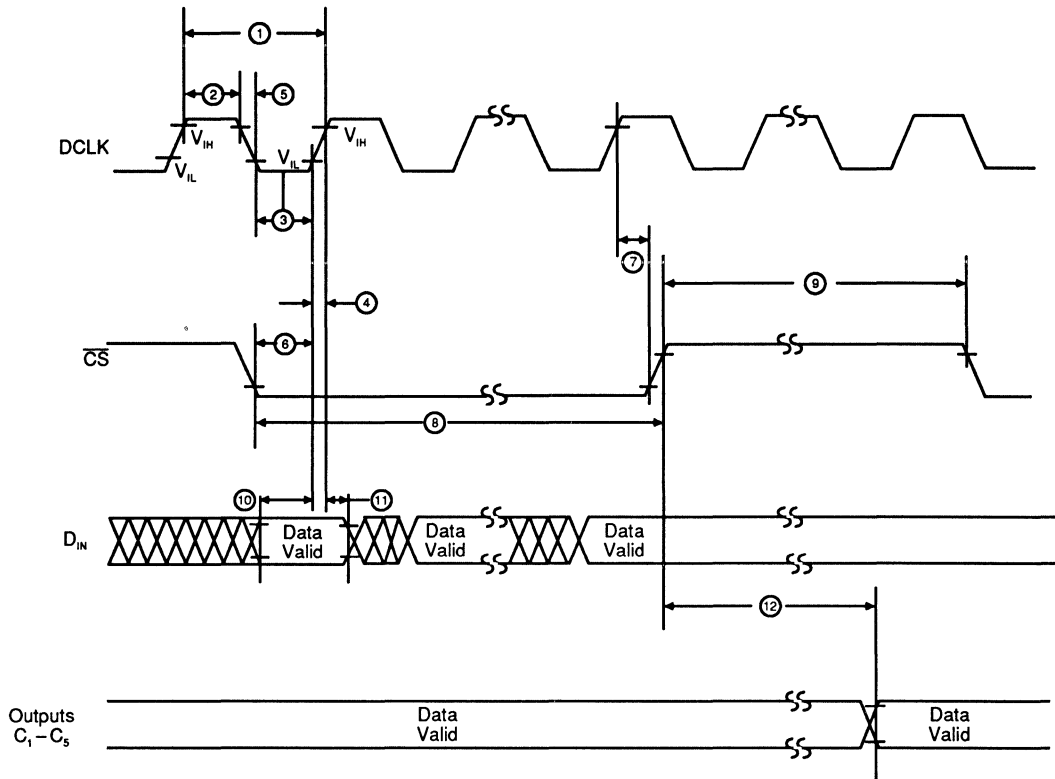 ①
② ⑤
DCLK
V_IH
V_IL
V_IL
V_IH
③
⑦
④
⑨
CS̅
⑥
⑧
⑩ ⑪
D_IN
Data Valid
Data Valid
Data Valid
⑫
Outputs
C₁ – C₅
Data Valid
Data Valid